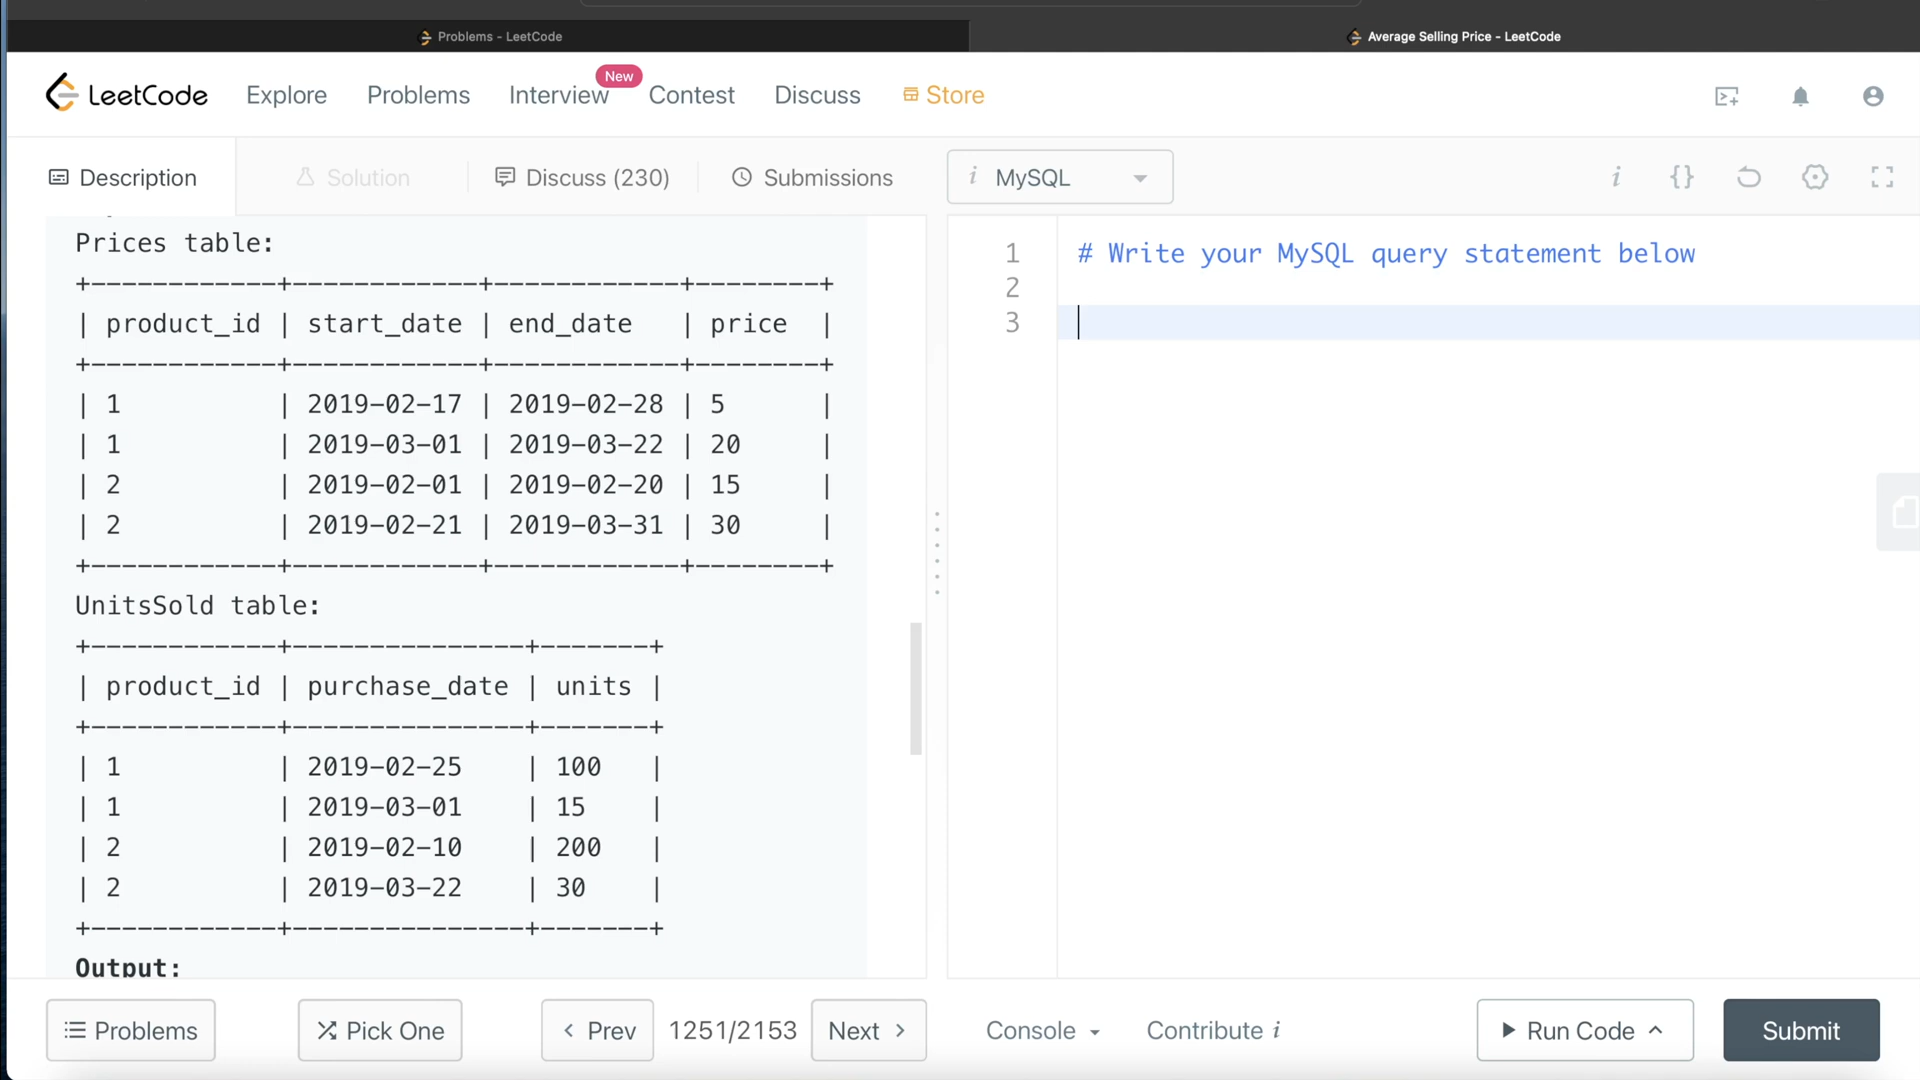 Problems - LeetCode
Average Selling Price - LeetCode
LeetCode Explore Problems Interview New Contest Discuss Store
Description Solution Discuss (230) Submissions
i MySQL
i {}
Prices table:
+------------+------------+-----------+--------+
| product_id | start_date | end_date   | price  |
+------------+------------+-----------+--------+
| 1          | 2019-02-17 | 2019-02-28 | 5      |
| 1          | 2019-03-01 | 2019-03-22 | 20     |
| 2          | 2019-02-01 | 2019-02-20 | 15     |
| 2          | 2019-02-21 | 2019-03-31 | 30     |
+------------+------------+-----------+--------+
UnitsSold table:
+------------+---------------+-------+
| product_id | purchase_date | units |
+------------+---------------+-------+
| 1          | 2019-02-25    | 100   |
| 1          | 2019-03-01    | 15    |
| 2          | 2019-02-10    | 200   |
| 2          | 2019-03-22    | 30    |
+------------+---------------+-------+
Output:
1 # Write your MySQL query statement below
2
3
Problems Pick One < Prev 1251/2153 Next >
Console Contribute i Run Code Submit